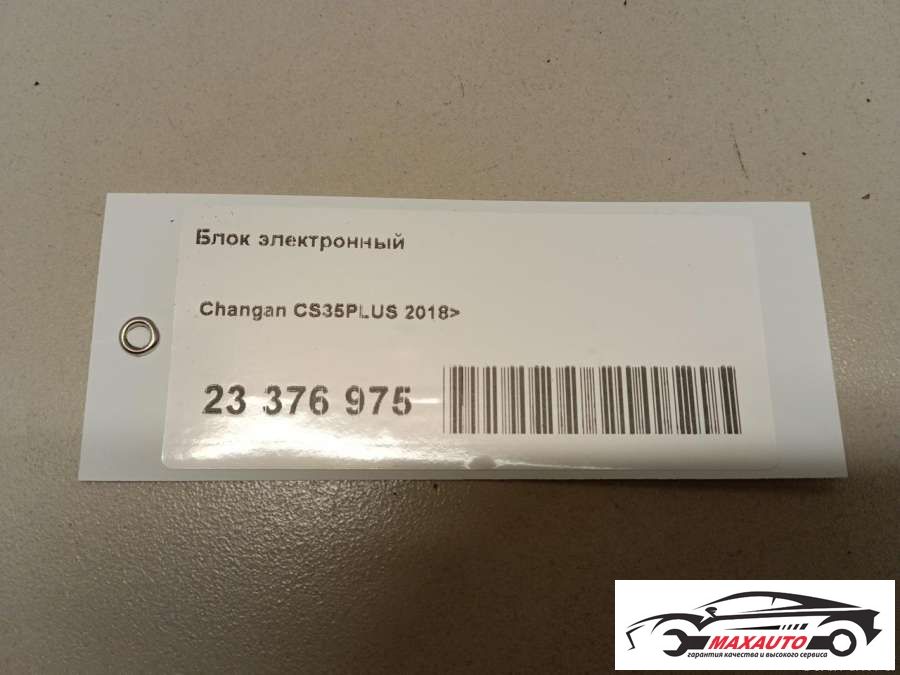 Блок электронный
Changan CS35PLUS 2018>
23 376 975
MAXAUTO
гарантия качества и высокого сервиса